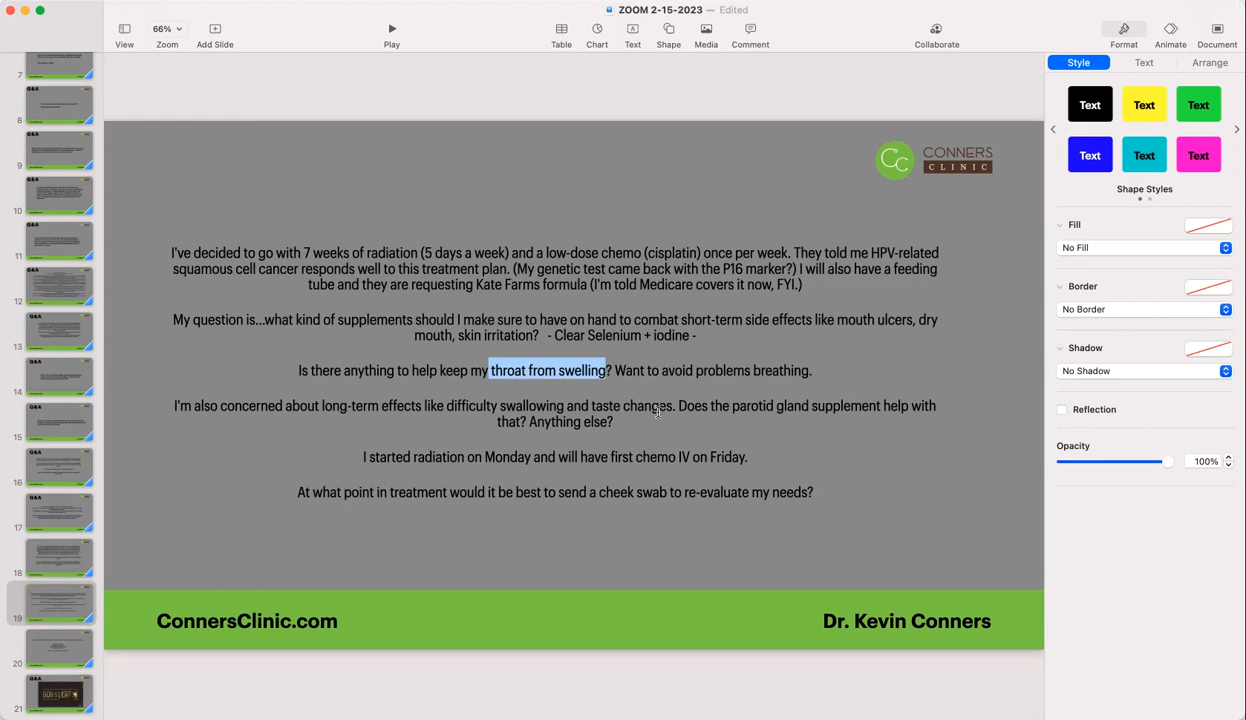 ZOOM 2-15-2023 — Edited
66%
View
Zoom
Add Slide
Play
Table
Chart
Text
Shape
Media
Comment
Collaborate
Format
Animate
Document
Style
Text
Arrange
7
Q&A
8
Q&A
9
Q&A
10
Q&A
11
Q&A
12
13
14
15
Q&A
16
Q&A
17
18
19
20
Q&A
21
CC
CONNERS
CLINIC
I've decided to go with 7 weeks of radiation (5 days a week) and a low-dose chemo (cisplatin) once per week. They told me HPV-related
squamous cell cancer responds well to this treatment plan. (My genetic test came back with the P16 marker?) I will also have a feeding
tube and they are requesting Kate Farms formula (I'm told Medicare covers it now, FYI.)
My question is...what kind of supplements should I make sure to have on hand to combat short-term side effects like mouth ulcers, dry
mouth, skin irritation? - Clear Selenium + iodine -
Is there anything to help keep my throat from swelling? Want to avoid problems breathing.
I'm also concerned about long-term effects like difficulty swallowing and taste changes. Does the parotid gland supplement help with
that? Anything else?
I started radiation on Monday and will have first chemo IV on Friday.
At what point in treatment would it be best to send a cheek swab to re-evaluate my needs?
ConnersClinic.com
Dr. Kevin Conners
Text
Text
Text
Text
Text
Text
Shape Styles
Fill
No Fill
Border
No Border
Shadow
No Shadow
Reflection
Opacity
100%